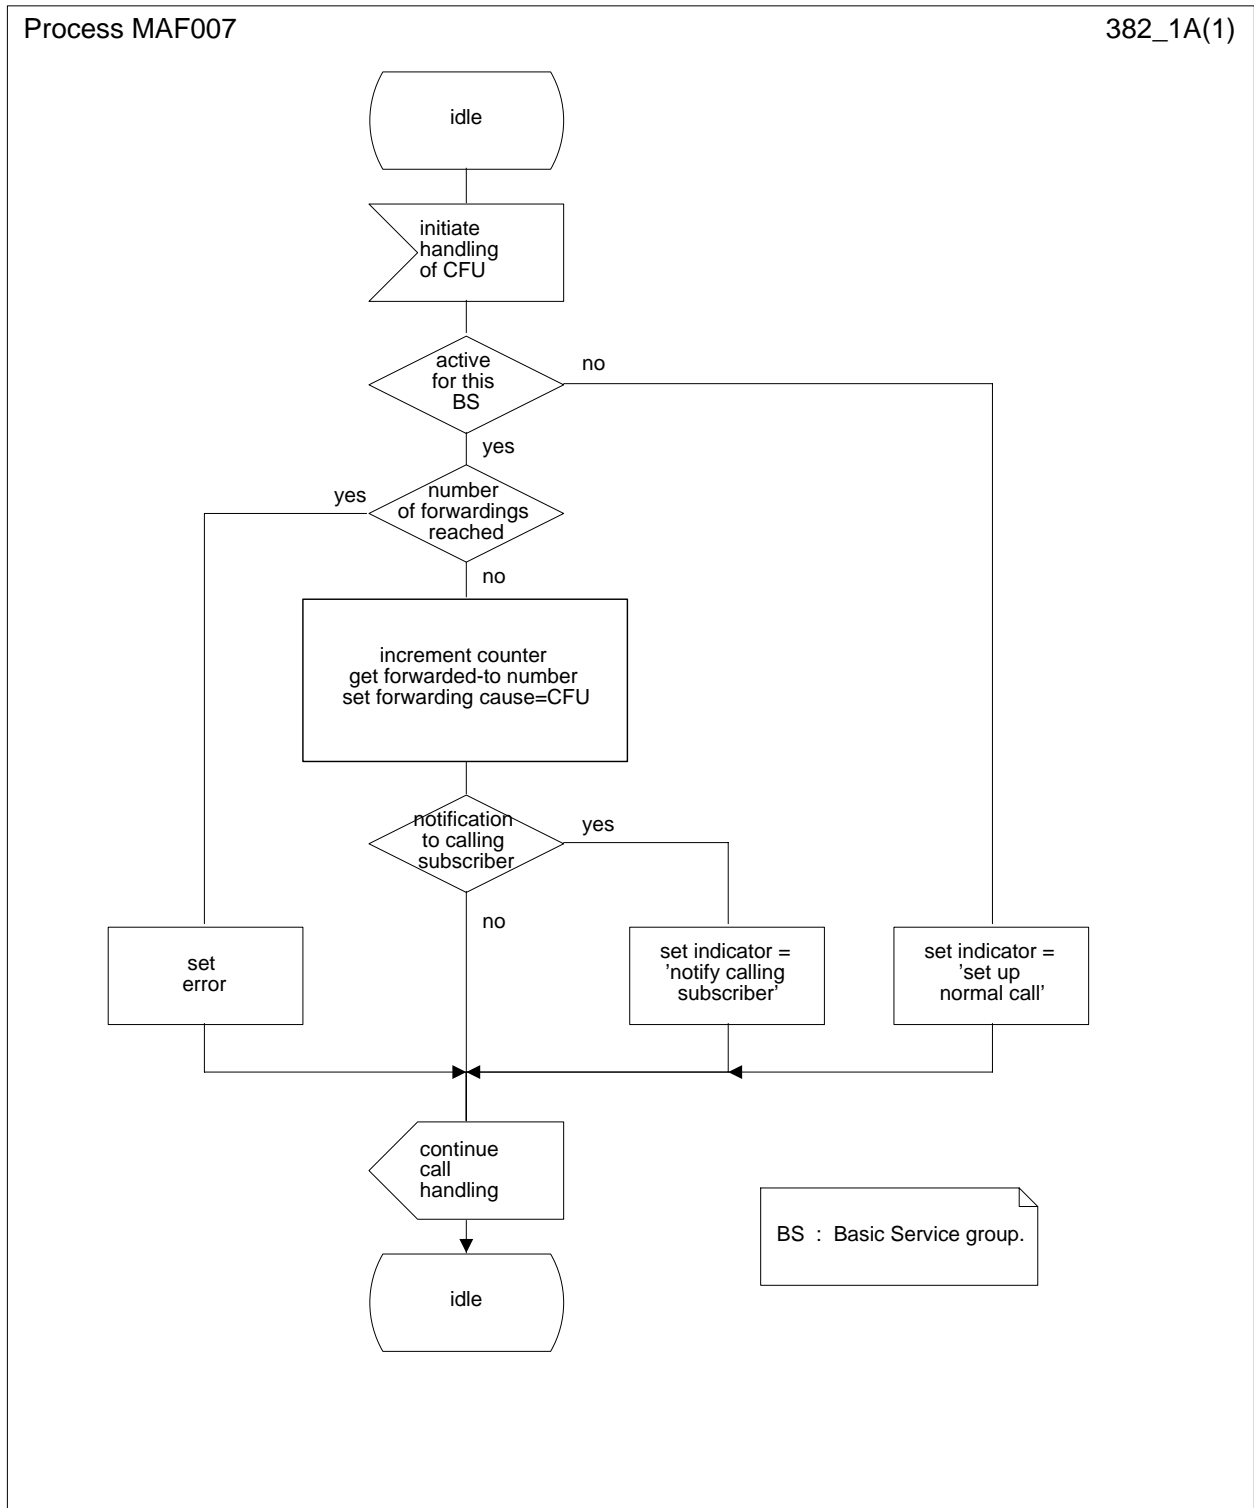 Process MAF007
382_1A(1)
idle
initiate
handling
of CFU
active
for this
BS
no
yes
number
of forwardings
reached
yes
no
increment counter
get forwarded-to number
set forwarding cause=CFU
notification
to calling
subscriber
yes
no
set
error
set indicator =
’notify calling
subscriber’
set indicator =
’set up
normal call’
continue
call
handling
BS : Basic Service group.
idle